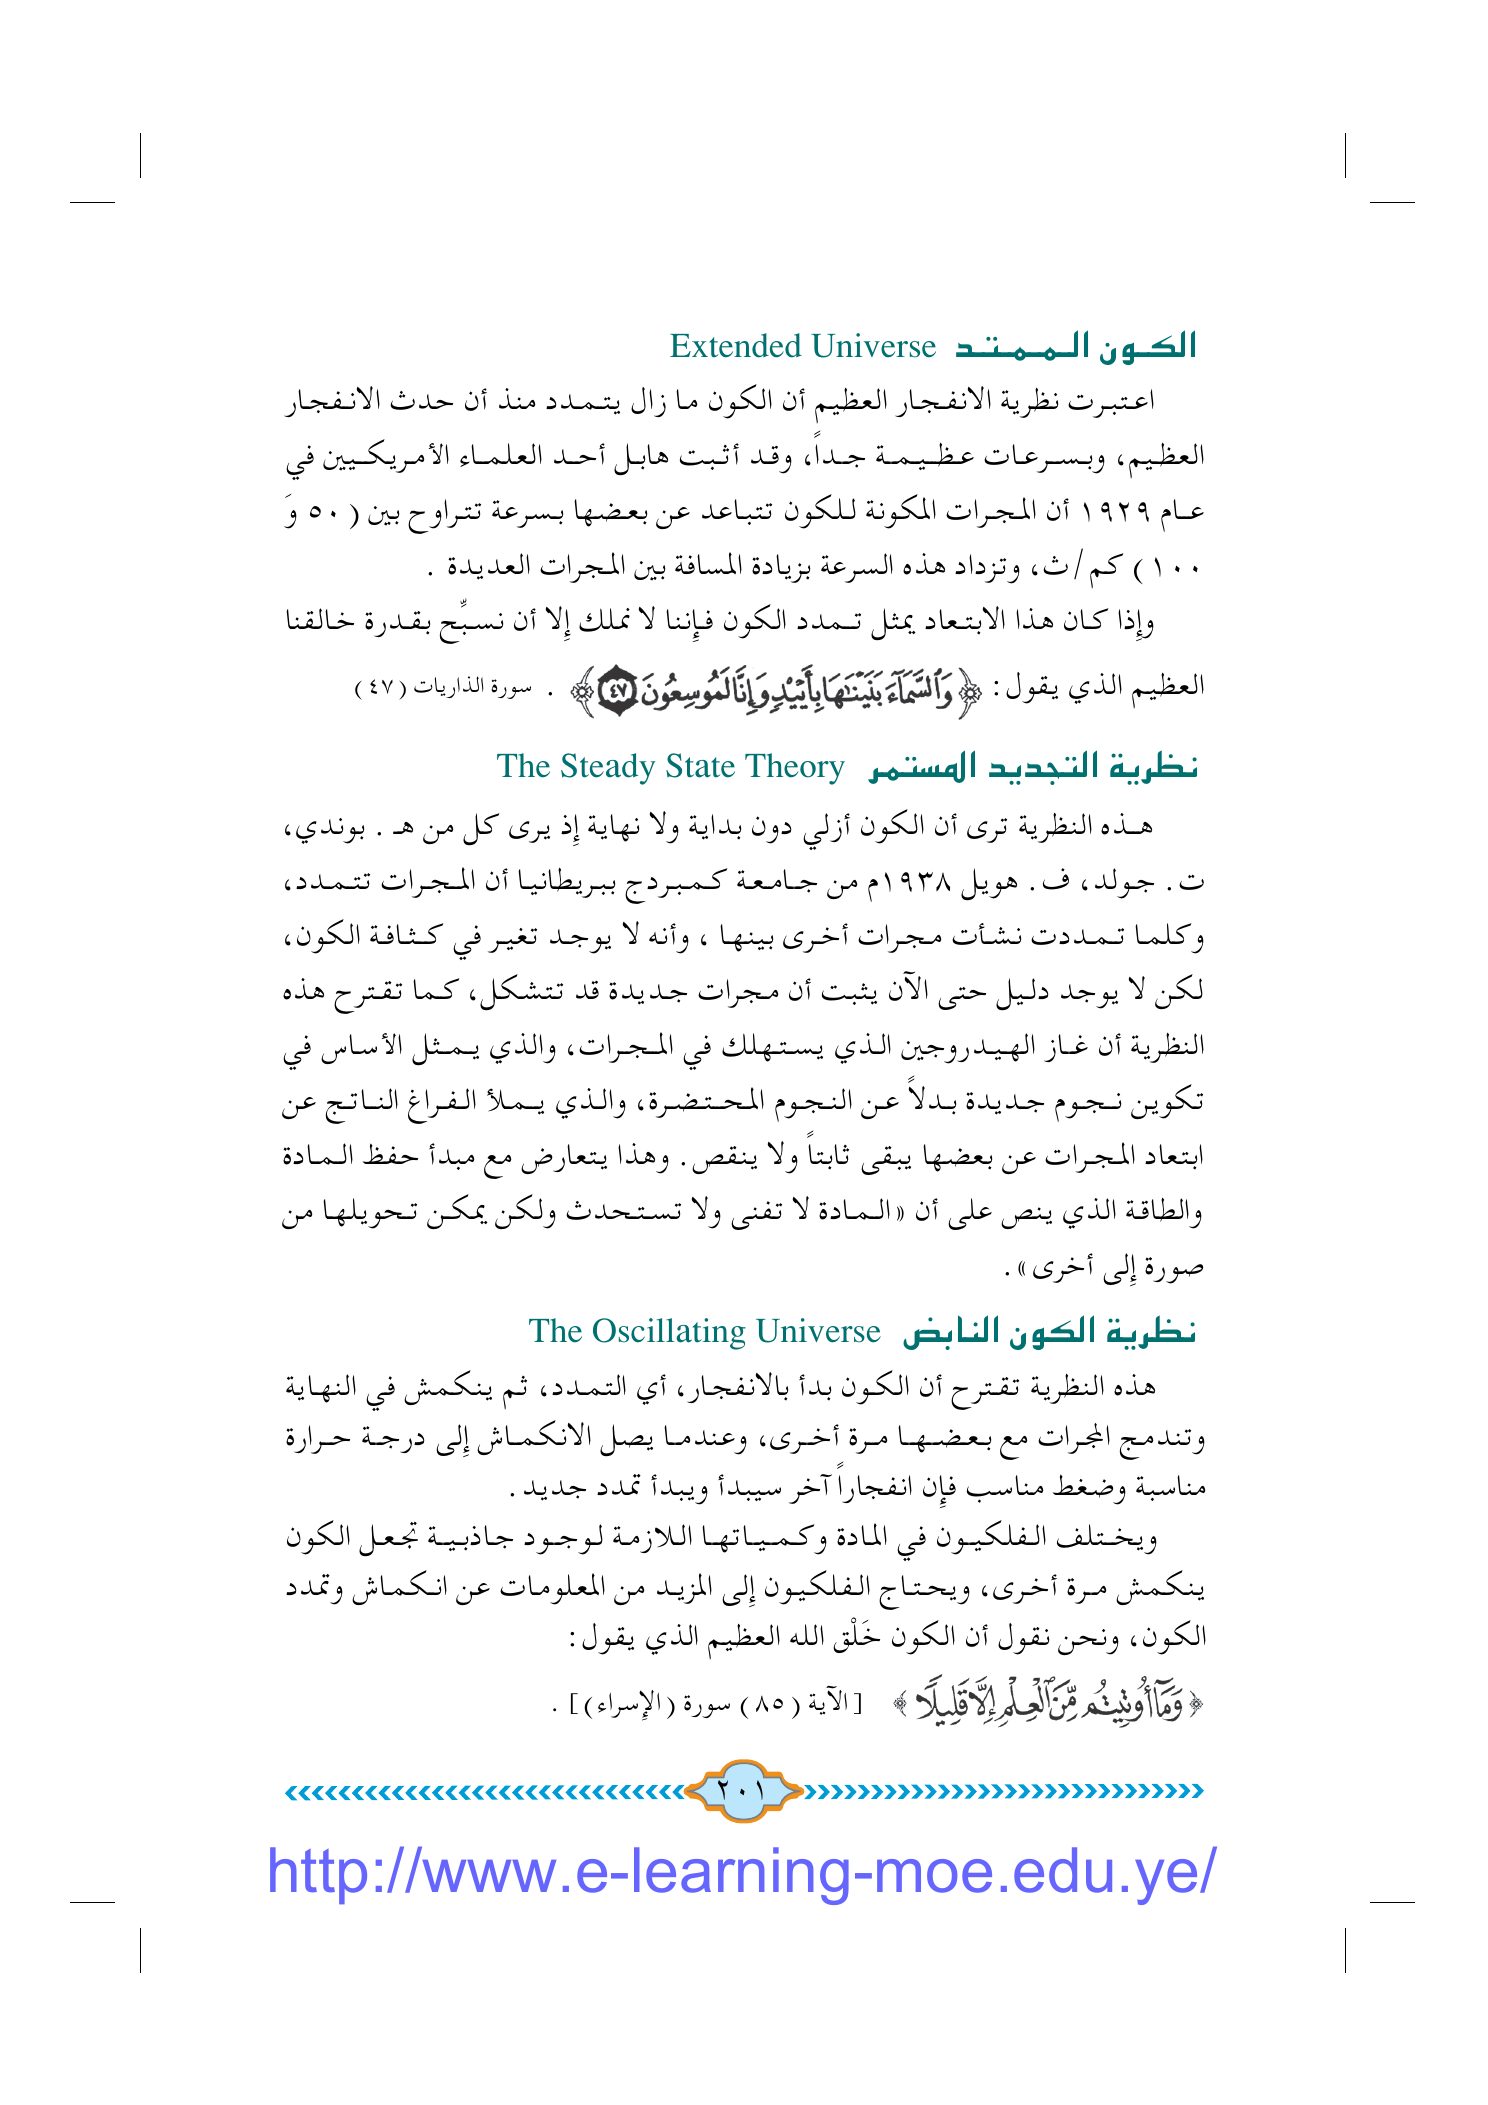 الكون الممتد Extended Universe
اعتبرت نظرية الانفجار العظيم أن الكون ما زال يتمدد منذ أن حدث الانفجار
العظيم، وبسرعات عظيمة جداً، وقد أثبت هابل أحد العلماء الأمريكيين في
عام ١٩٢٩ أن المجرات المكونة للكون تتباعد عن بعضها بسرعة تتراوح بين ( ٥٠ وَ
١٠٠ ) كم/ث، وتزداد هذه السرعة بزيادة المسافة بين المجرات العديدة .
وإِذا كان هذا الابتعاد يمثل تمدد الكون فإِننا لا نملك إِلا أن نسبِّح بقدرة خالقنا
العظيم الذي يقول: ﴿ وَٱلسَّمَآءَ بَنَيْنَٰهَا بِأَيْي۟دٍ وَإِنَّا لَمُوسِعُونَ ٤٧ ﴾ . سورة الذاريات ( ٤٧ )
نظرية التجديد المستمر The Steady State Theory
هذه النظرية ترى أن الكون أزلي دون بداية ولا نهاية إِذ يرى كل من هـ . بوندي،
ت . جولد، ف . هويل ١٩٣٨م من جامعة كمبردج ببريطانيا أن المجرات تتمدد،
وكلما تمددت نشأت مجرات أخرى بينها ، وأنه لا يوجد تغير في كثافة الكون،
لكن لا يوجد دليل حتى الآن يثبت أن مجرات جديدة قد تتشكل، كما تقترح هذه
النظرية أن غاز الهيدروجين الذي يستهلك في المجرات، والذي يمثل الأساس في
تكوين نجوم جديدة بدلاً عن النجوم المحتضرة، والذي يملأ الفراغ الناتج عن
ابتعاد المجرات عن بعضها يبقى ثابتاً ولا ينقص . وهذا يتعارض مع مبدأ حفظ المادة
والطاقة الذي ينص على أن «المادة لا تفنى ولا تستحدث ولكن يمكن تحويلها من
صورة إِلى أخرى» .
نظرية الكون النابض The Oscillating Universe
هذه النظرية تقترح أن الكون بدأ بالانفجار، أي التمدد، ثم ينكمش في النهاية
وتندمج المجرات مع بعضها مرة أخرى، وعندما يصل الانكماش إِلى درجة حرارة
مناسبة وضغط مناسب فإِن انفجاراً آخر سيبدأ ويبدأ تمدد جديد .
ويختلف الفلكيون في المادة وكمياتها اللازمة لوجود جاذبية تجعل الكون
ينكمش مرة أخرى، ويحتاج الفلكيون إِلى المزيد من المعلومات عن انكماش وتمدد
الكون، ونحن نقول أن الكون خَلْق الله العظيم الذي يقول:
﴿ وَمَآ أُوتِيتُم مِّنَ ٱلْعِلْمِ إِلَّا قَلِيلًا ﴾ [ الآية ( ٨٥ ) سورة ( الإِسراء ) ] .
٢٠١
http://www.e-learning-moe.edu.ye/